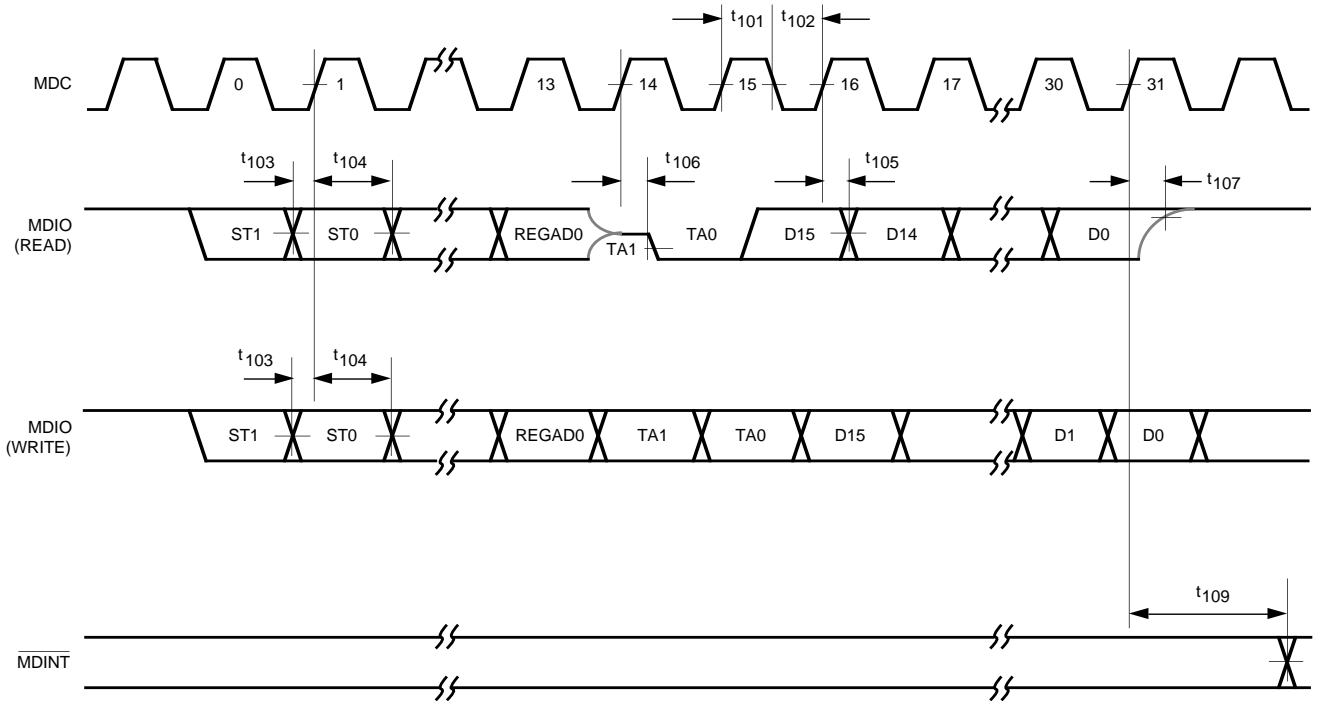 t101 t102
MDC 0 1 13 14 15 16 17 30 31
t103 t104 t106 t105 t107
MDIO
(READ)
ST1 ST0 REGAD0 TA1 TA0 D15 D14 D0
t103 t104
MDIO
(WRITE)
ST1 ST0 REGAD0 TA1 TA0 D15 D1 D0
t109
MDINT